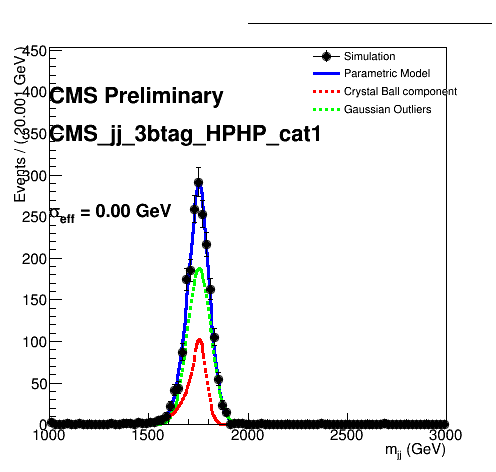 450
400
350
300
250
200
150
100
50
0
Events / ( 20.001 GeV )
CMS Preliminary
CMS_jj_3btag_HPHP_cat1
σeff = 0.00 GeV
Simulation
Parametric Model
Crystal Ball component
Gaussian Outliers
1000 1500 2000 2500 3000
mjj (GeV)